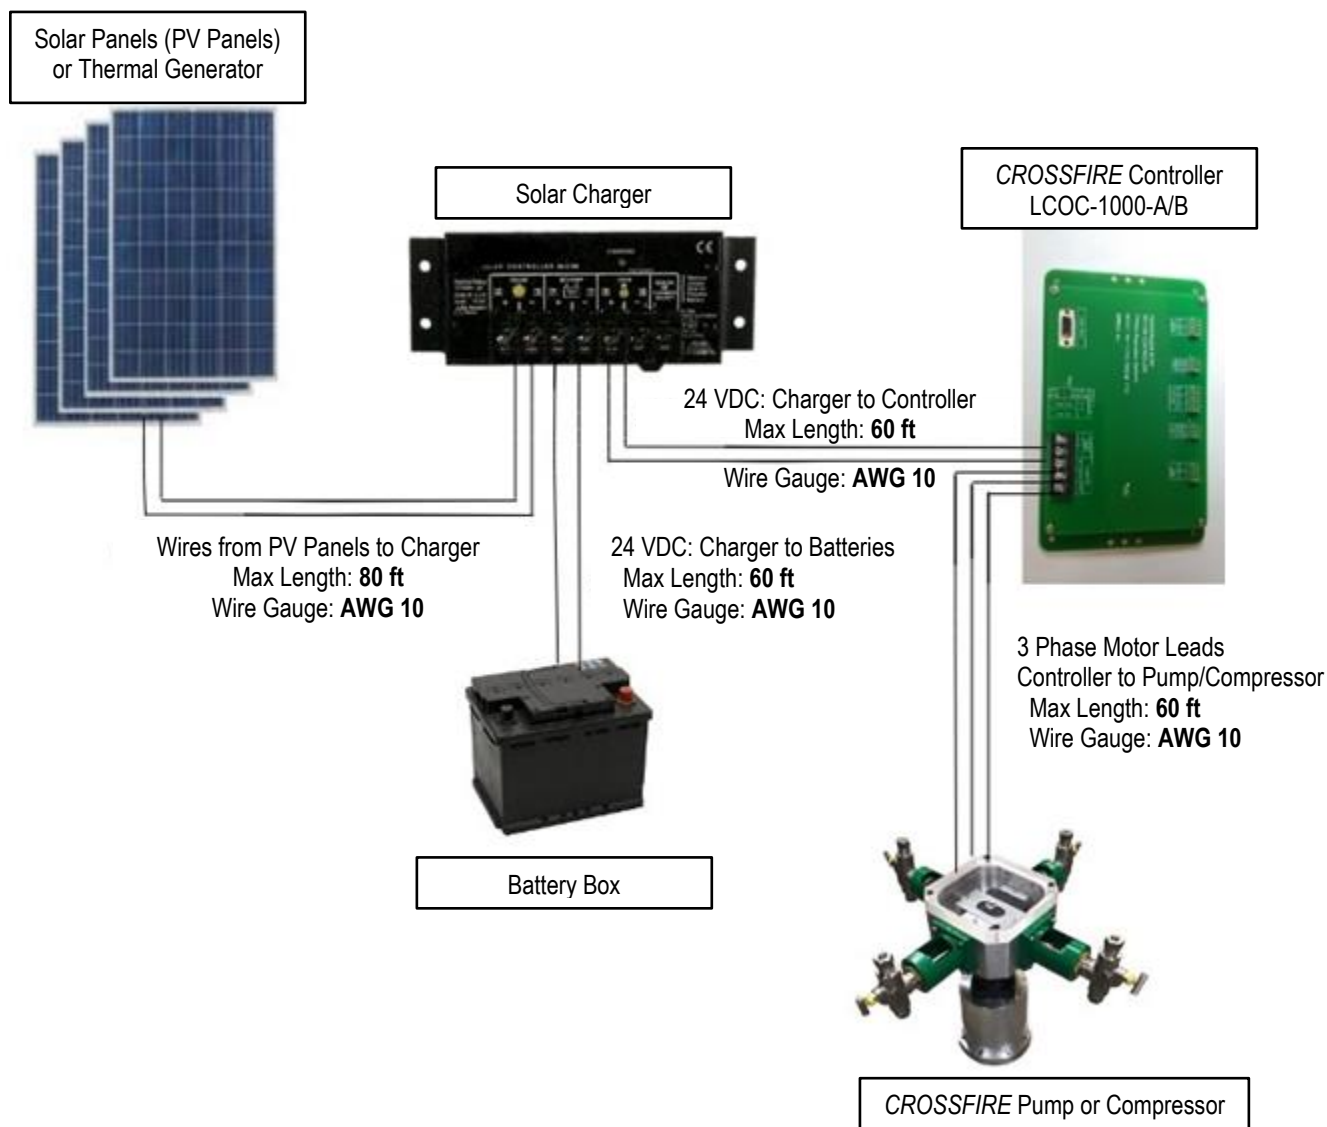 Solar Panels (PV Panels)
or Thermal Generator
Solar Charger
CROSSFIRE Controller
LCOC-1000-A/B
24 VDC: Charger to Controller
Max Length: 60 ft
Wire Gauge: AWG 10
Wires from PV Panels to Charger
Max Length: 80 ft
Wire Gauge: AWG 10
24 VDC: Charger to Batteries
Max Length: 60 ft
Wire Gauge: AWG 10
3 Phase Motor Leads
Controller to Pump/Compressor
Max Length: 60 ft
Wire Gauge: AWG 10
Battery Box
CROSSFIRE Pump or Compressor